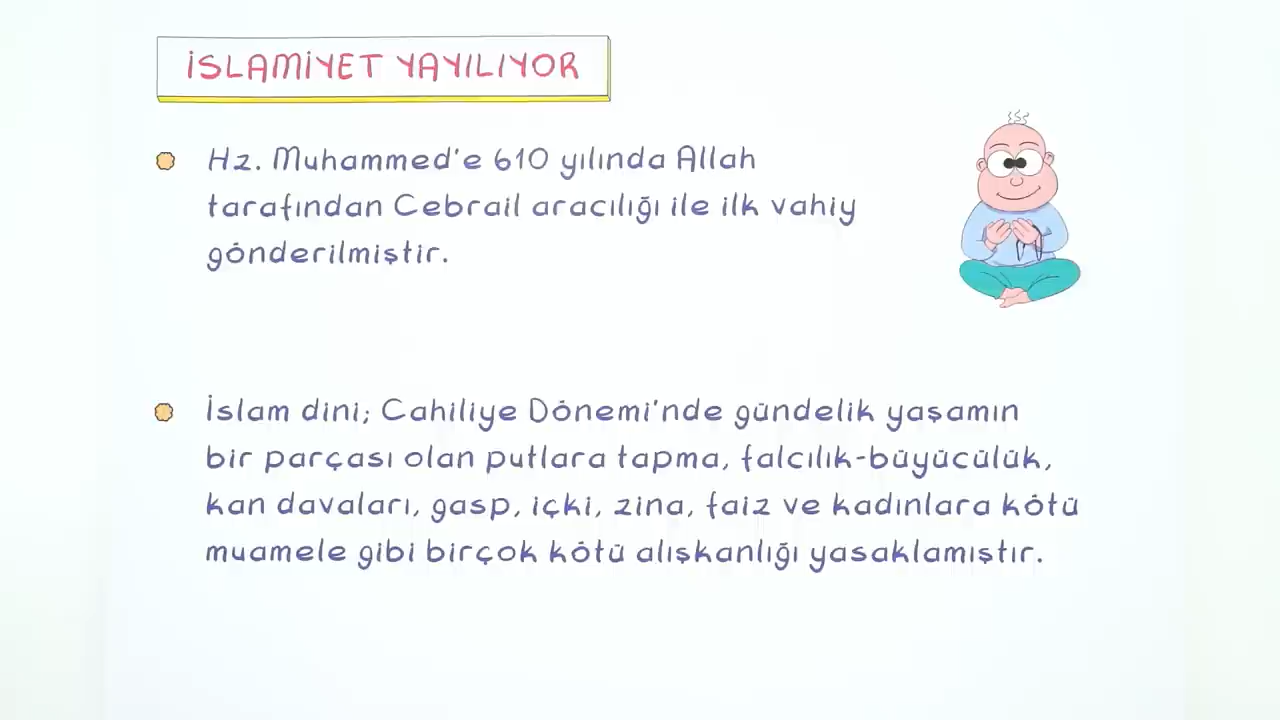 İSLAMİYET YAYILIYOR
Hz. Muhammed'e 610 yılında Allah
tarafından Cebrail aracılığı ile ilk vahiy
gönderilmiştir.
İslam dini; Cahiliye Dönemi'nde gündelik yaşamın
bir parçası olan putlara tapma, falcılık-büyücülük,
kan davaları, gasp, içki, zina, faiz ve kadınlara kötü
muamele gibi birçok kötü alışkanlığı yasaklamıştır.